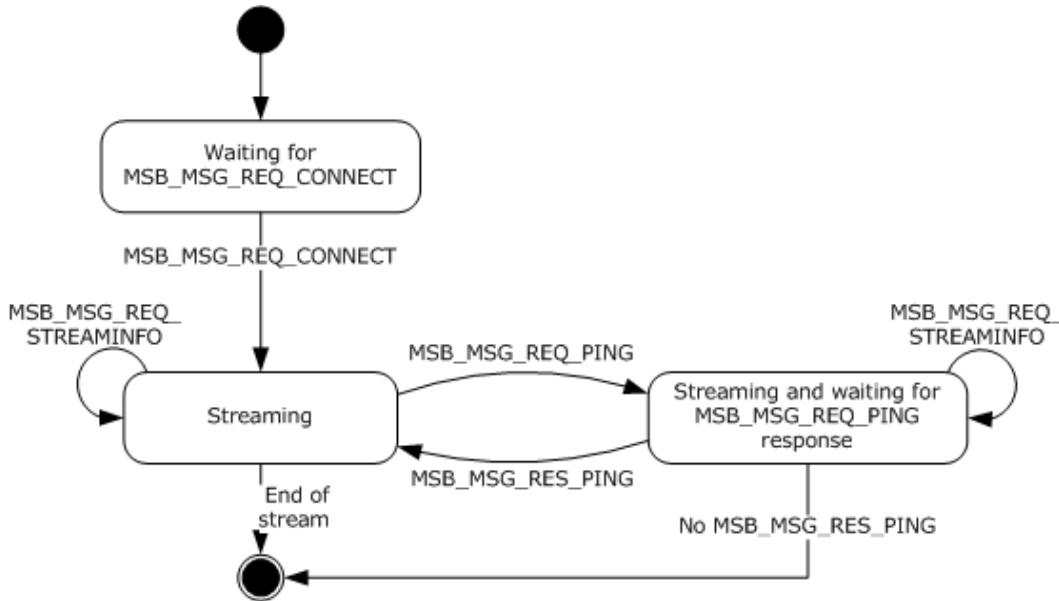 Waiting for
MSB_MSG_REQ_CONNECT
MSB_MSG_REQ_CONNECT
MSB_MSG_REQ_
STREAMINFO
MSB_MSG_REQ_
STREAMINFO
MSB_MSG_REQ_PING
Streaming
Streaming and waiting for
MSB_MSG_REQ_PING
response
MSB_MSG_RES_PING
End of
stream
No MSB_MSG_RES_PING